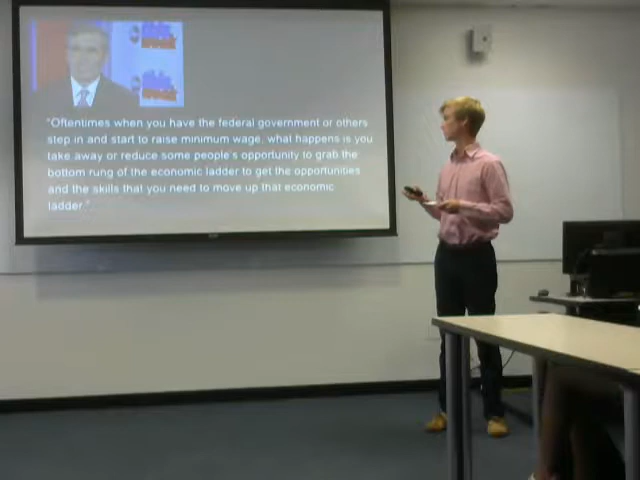 "Oftentimes when you have the federal government or others
step in and start to raise minimum wage, what happens is you
take away or reduce some people's opportunity to grab the
bottom rung of the economic ladder to get the opportunities
and the skills that you need to move up that economic
ladder."